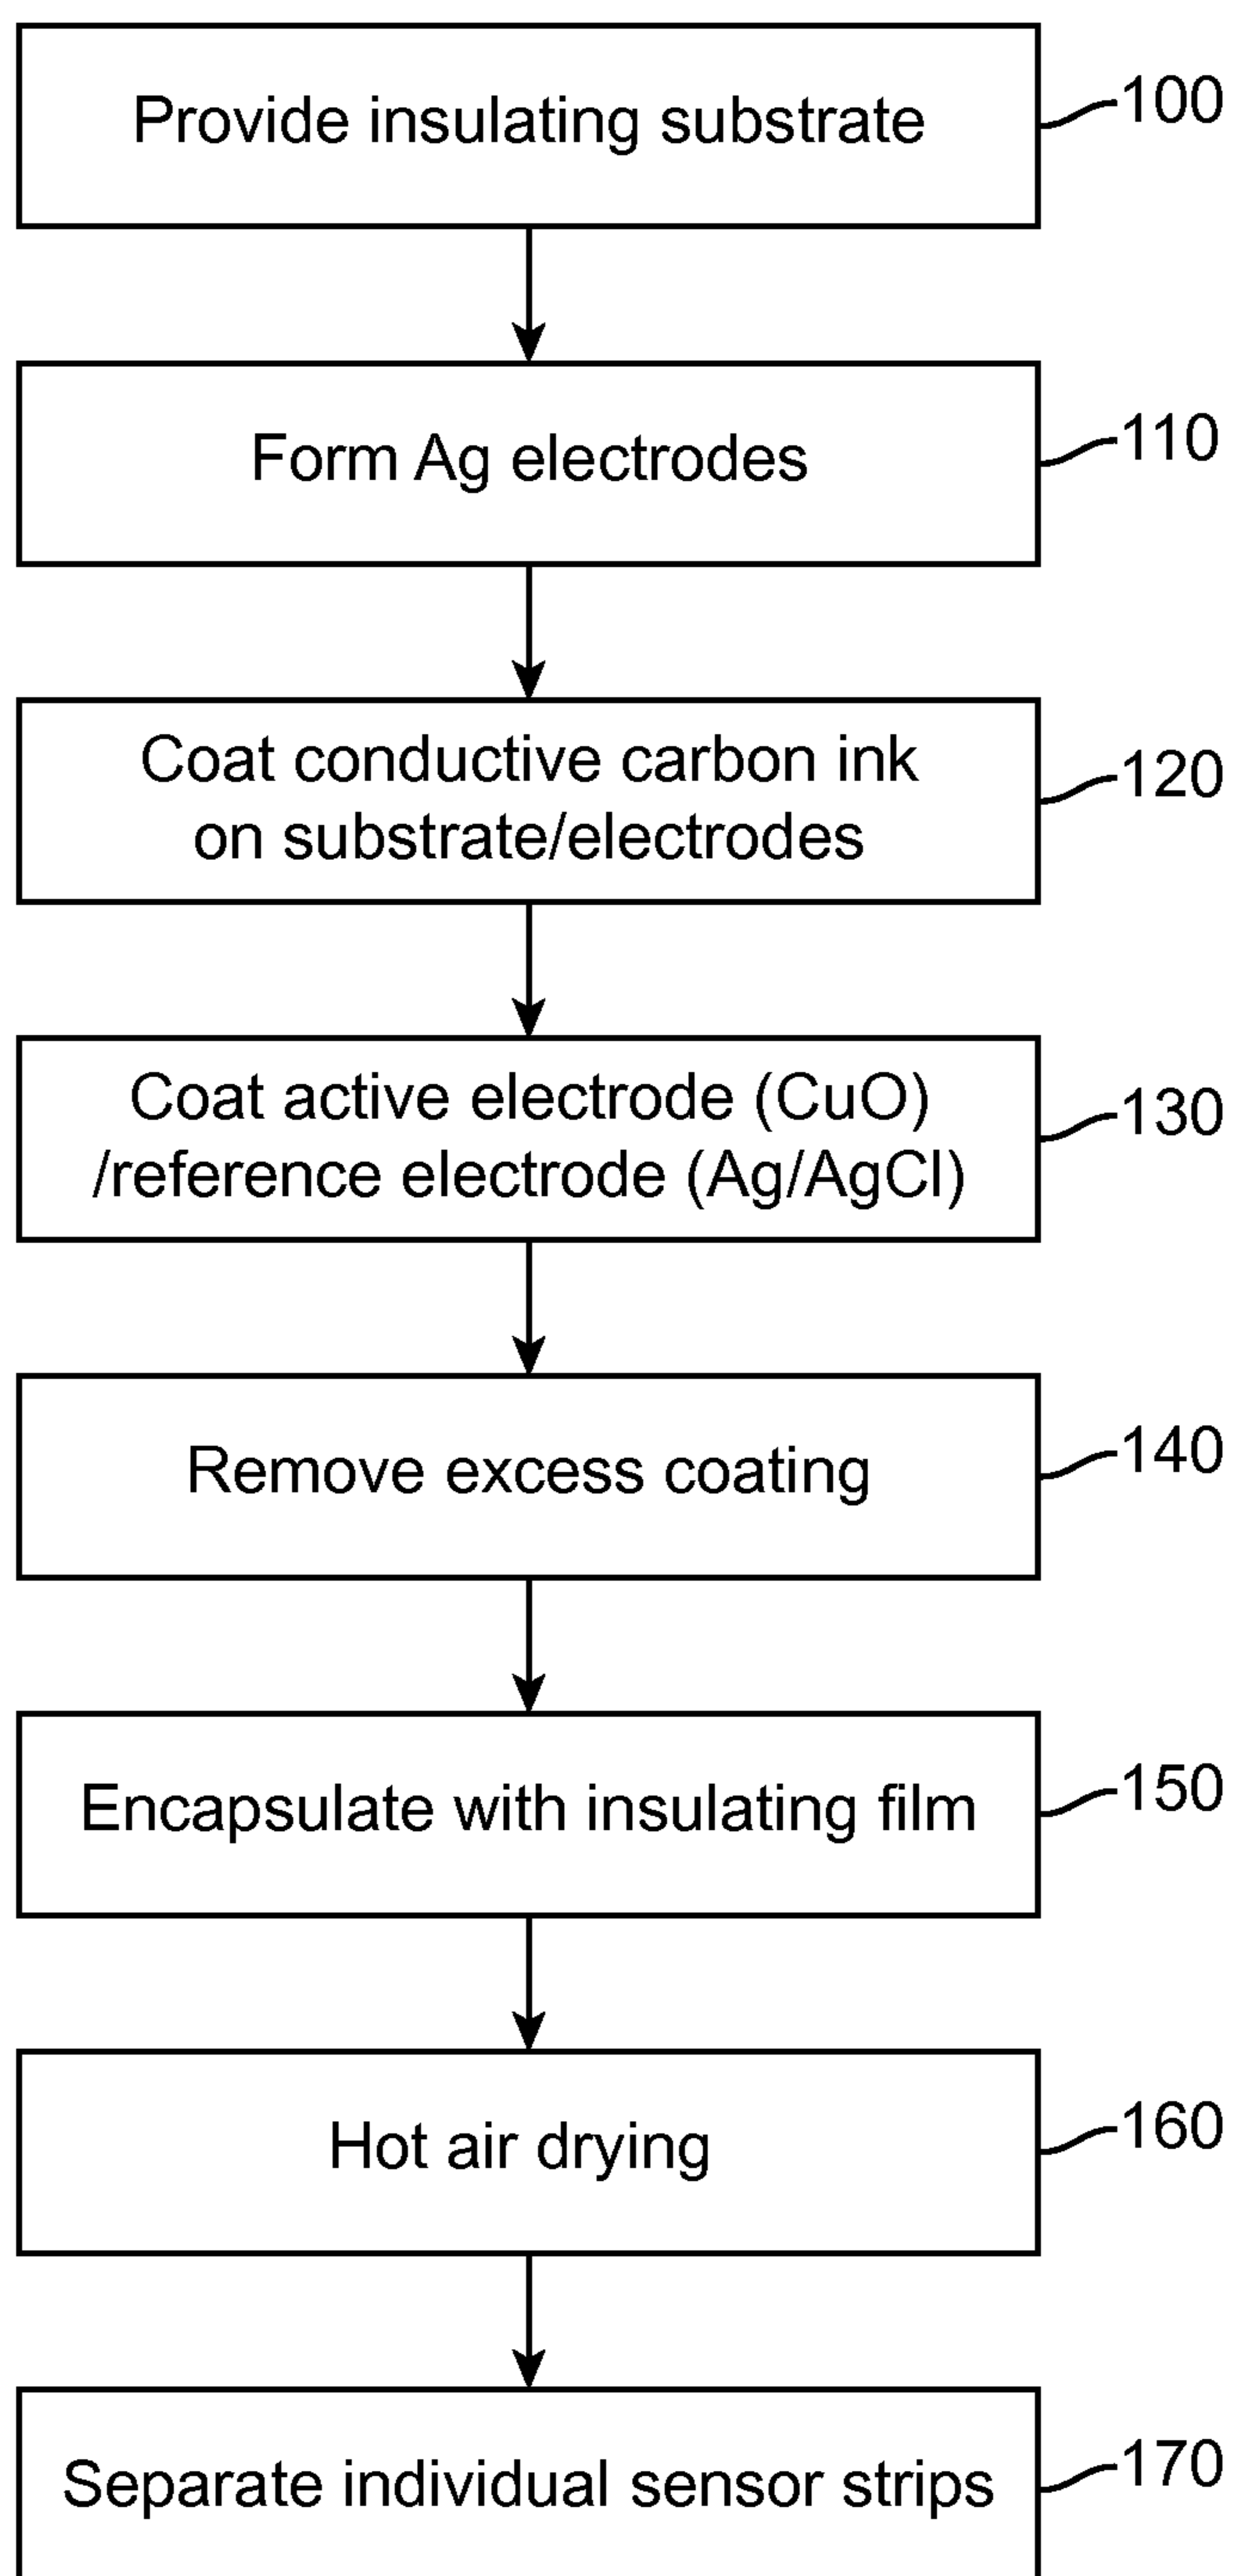 Provide insulating substrate
100
Form Ag electrodes
110
Coat conductive carbon ink
on substrate/electrodes
120
Coat active electrode (CuO)
/reference electrode (Ag/AgCl)
130
Remove excess coating
140
Encapsulate with insulating film
150
Hot air drying
160
Separate individual sensor strips
170